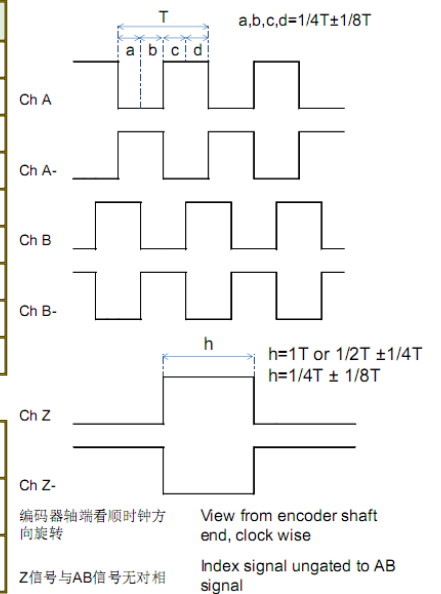 T
a,b,c,d=1/4T±1/8T
a b c d
Ch A
Ch A-
Ch B
Ch B-
h
h=1T or 1/2T ±1/4T
h=1/4T ± 1/8T
Ch Z
Ch Z-
编码器轴端看顺时钟方
向旋转
View from encoder shaft
end, clock wise
Z信号与AB信号无对相
Index signal ungated to AB
signal